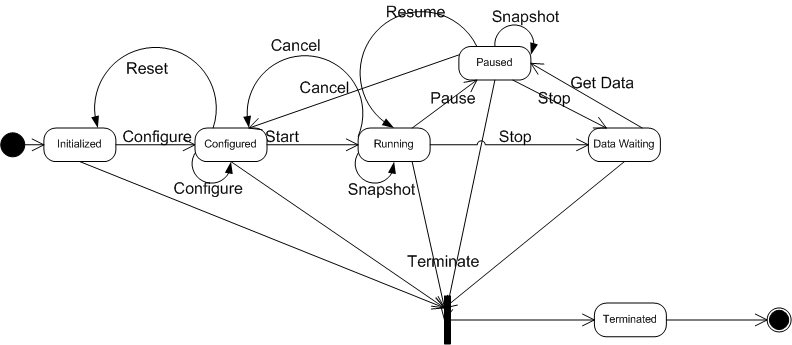 Resume
Snapshot
Cancel
Reset
Paused
Cancel
Get Data
Pause
Stop
Initialized
Configure
Configured
Start
Running
Stop
Data Waiting
Configure
Snapshot
Terminate
Terminated